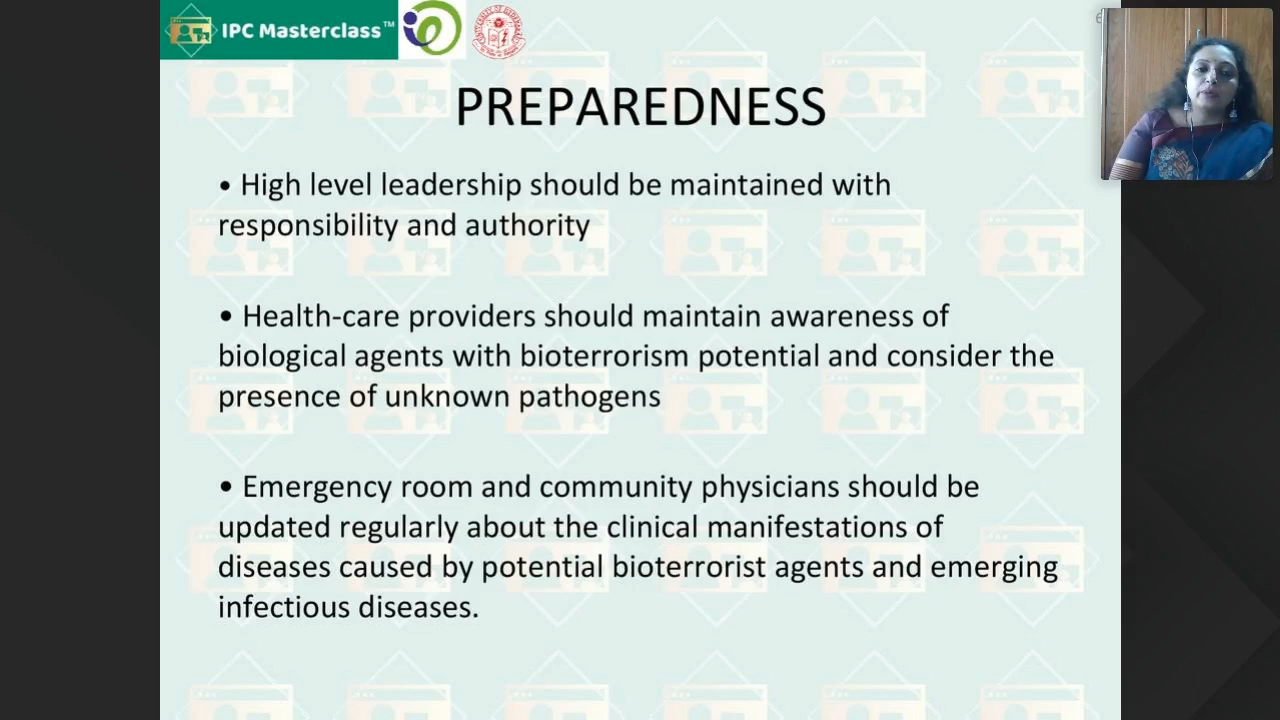 IPC Masterclass™
PREPAREDNESS
• High level leadership should be maintained with
responsibility and authority
• Health-care providers should maintain awareness of
biological agents with bioterrorism potential and consider the
presence of unknown pathogens
• Emergency room and community physicians should be
updated regularly about the clinical manifestations of
diseases caused by potential bioterrorist agents and emerging
infectious diseases.